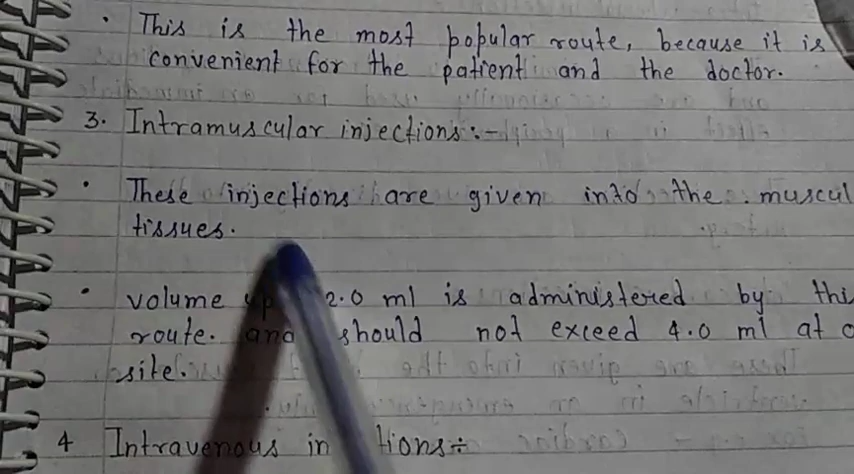 • This is the most popular route, because it is
convenient for the patient and the doctor.
3. Intramuscular injections:-
• These injections are given into the muscul
tissues.
• volume 2.0 ml is administered by thi
route. and should not exceed 4.0 ml at
site.
4 Intravenous